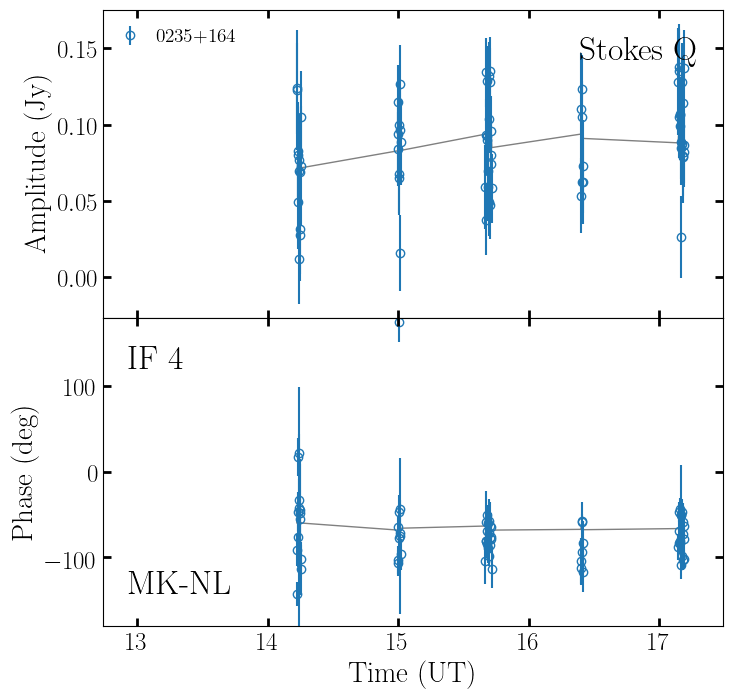 0235+164
Stokes Q
0.15
0.10
0.05
0.00
Amplitude (Jy)
IF 4
100
0
−100
Phase (deg)
MK-NL
13 14 15 16 17
Time (UT)